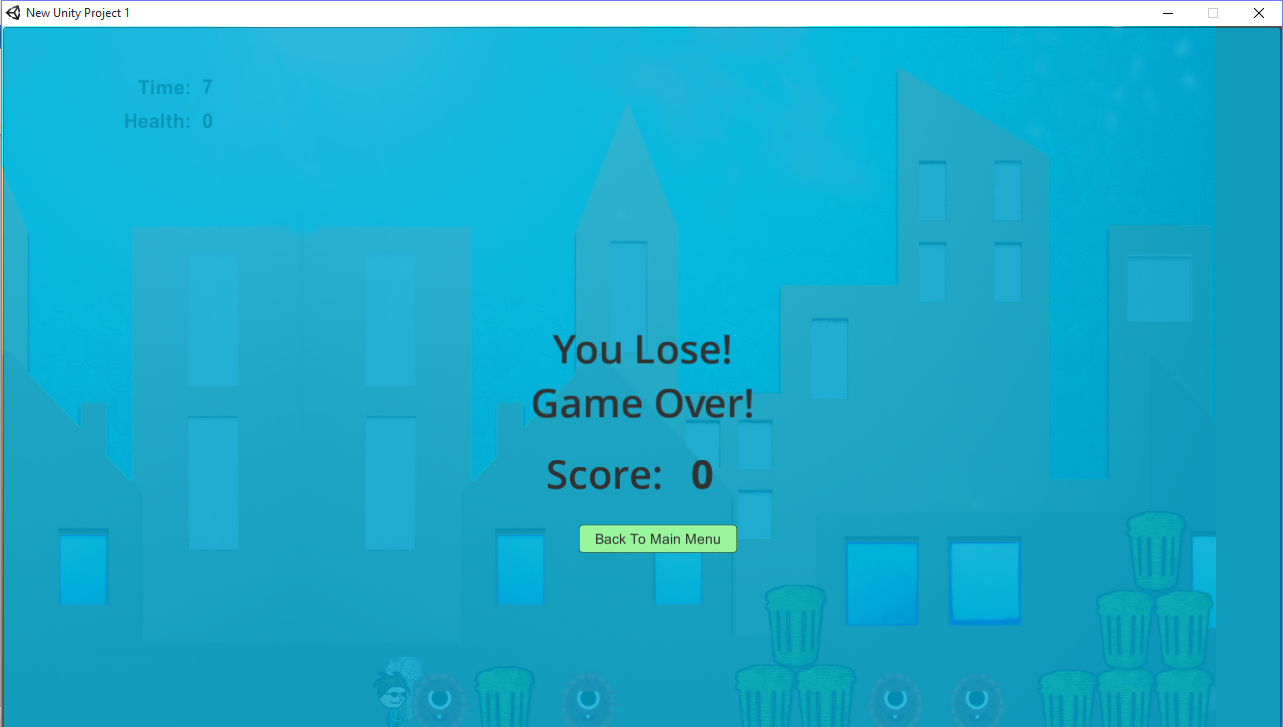 New Unity Project 1
Time: 7
Health: 0
You Lose!
Game Over!
Score: 0
Back To Main Menu